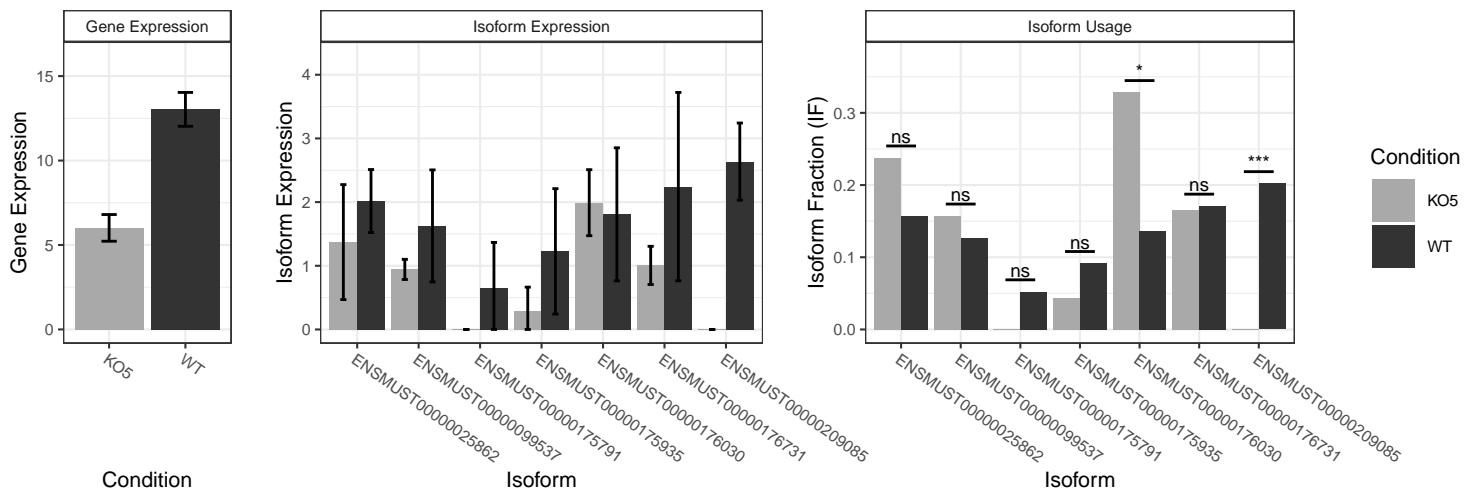 Gene Expression
Isoform Expression
Isoform Usage
Gene Expression
0
5
10
15
KO5
WT
Condition
Isoform Expression
0
1
2
3
4
ENSMUST00000025862
ENSMUST00000099537
ENSMUST00000175791
ENSMUST00000175935
ENSMUST00000176030
ENSMUST00000176731
ENSMUST00000209085
Isoform
Isoform Fraction (IF)
0.0
0.1
0.2
0.3
ns
ns
ns
ns
*
ns
***
ENSMUST00000025862
ENSMUST00000099537
ENSMUST00000175791
ENSMUST00000175935
ENSMUST00000176030
ENSMUST00000176731
ENSMUST00000209085
Isoform
Condition
KO5
WT